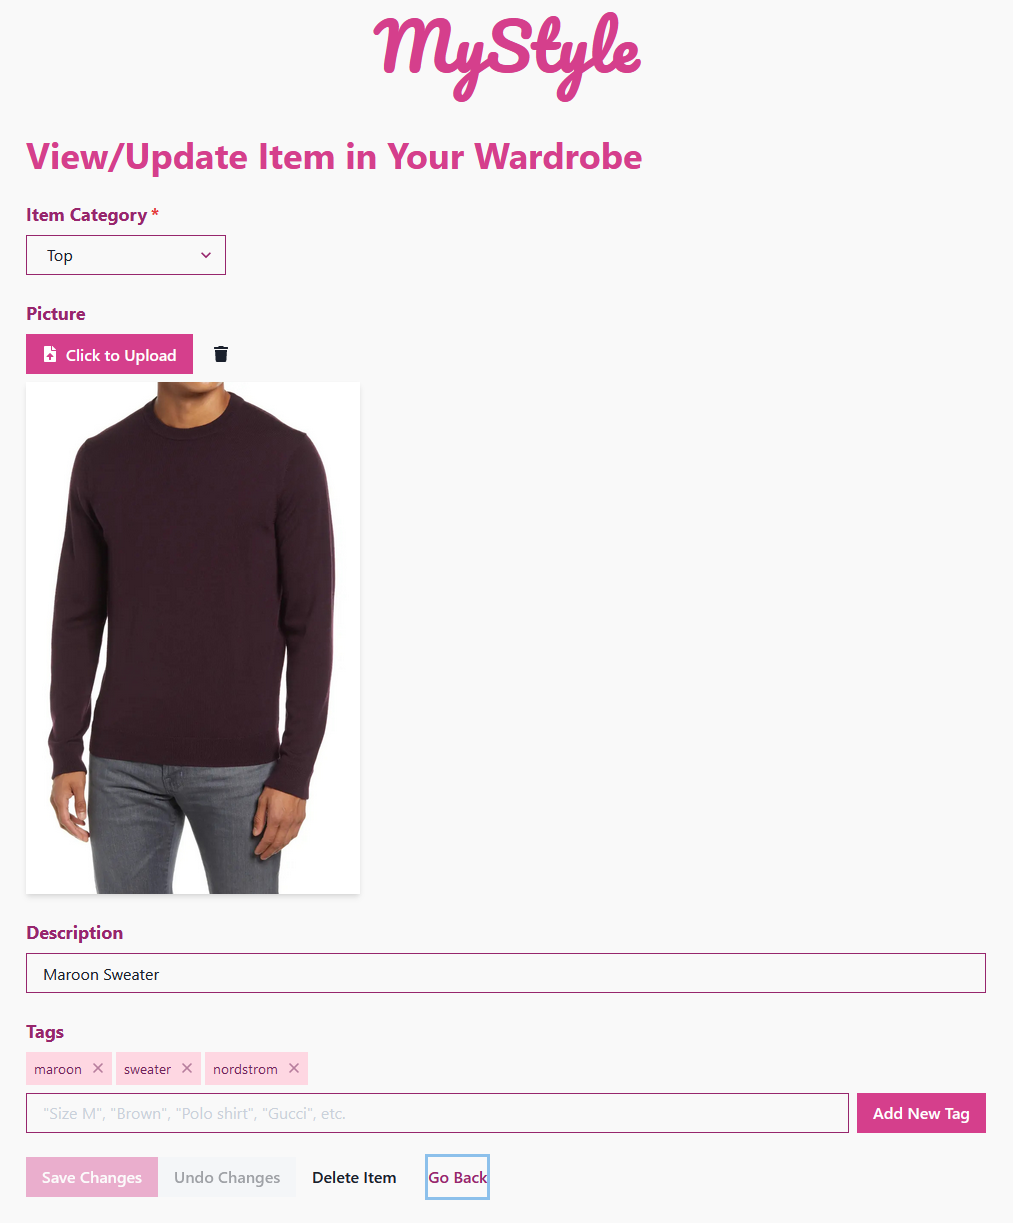 MyStyle
View/Update Item in Your Wardrobe
Item Category *
Top
Picture
Click to Upload
Description
Maroon Sweater
Tags
maroon × sweater × nordstrom ×
"Size M", "Brown", "Polo shirt", "Gucci", etc. Add New Tag
Save Changes Undo Changes Delete Item Go Back